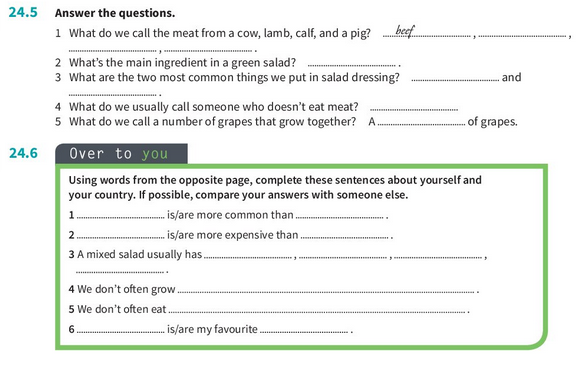 24.5 Answer the questions.
1 What do we call the meat from a cow, lamb, calf, and a pig? beef .............................. , .............................. ,
.............................. , .............................. .
2 What's the main ingredient in a green salad? .............................. .
3 What are the two most common things we put in salad dressing? .............................. and
.............................. .
4 What do we usually call someone who doesn't eat meat? ..............................
5 What do we call a number of grapes that grow together? A .............................. of grapes.
24.6 Over to you
Using words from the opposite page, complete these sentences about yourself and
your country. If possible, compare your answers with someone else.
1 .............................. is/are more common than .............................. .
2 .............................. is/are more expensive than .............................. .
3 A mixed salad usually has .............................. , .............................. , .............................. ,
.............................. .
4 We don't often grow .............................. .
5 We don't often eat .............................. .
6 .............................. is/are my favourite .............................. .